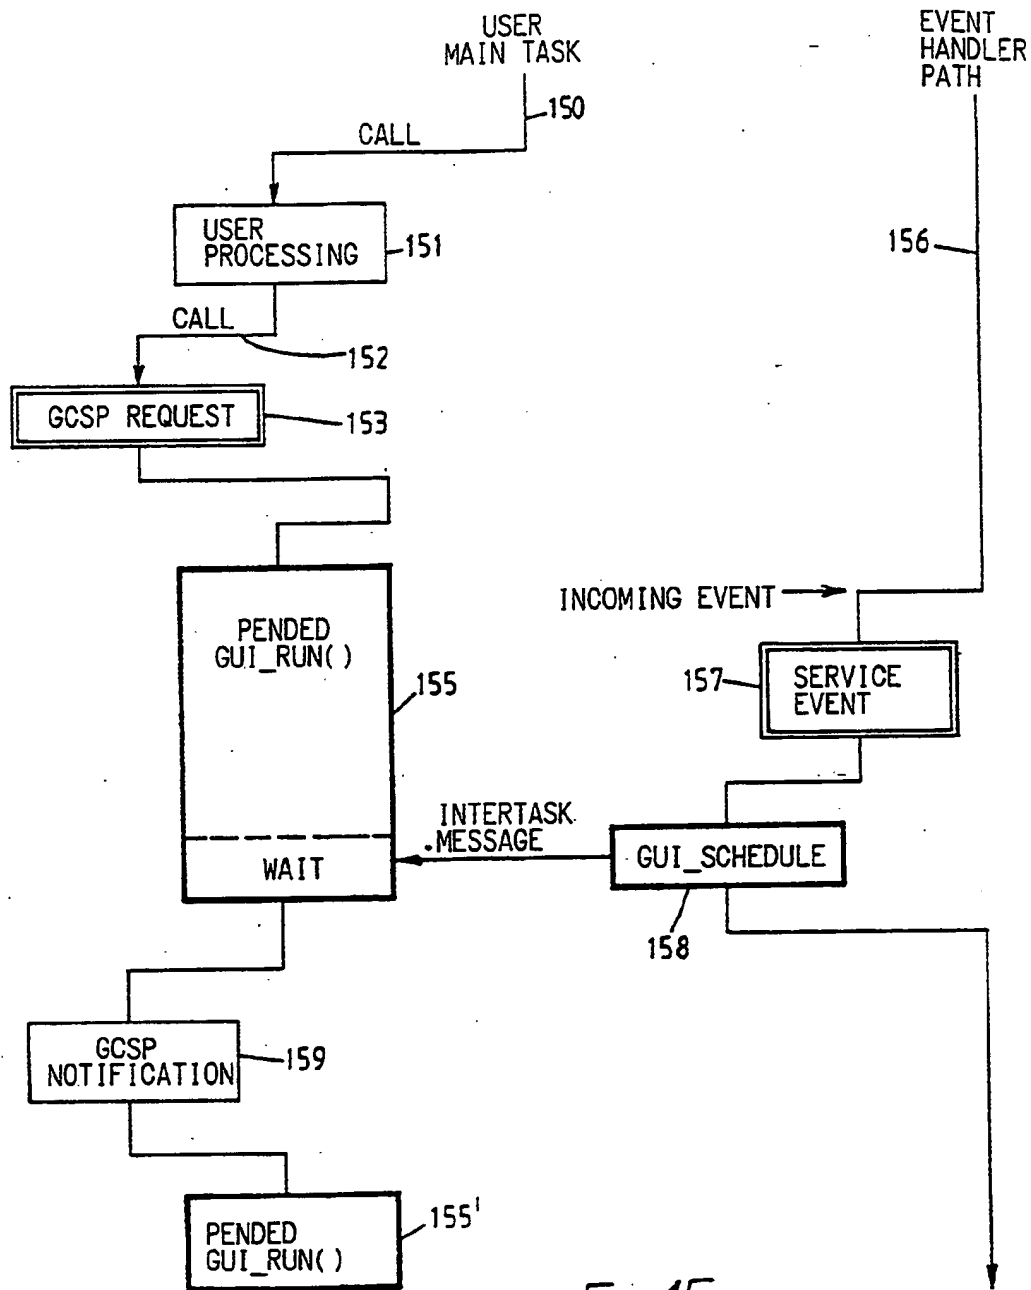 USER
MAIN TASK
EVENT
HANDLER
PATH
150
CALL
USER
PROCESSING
151
156
CALL
152
GCSP REQUEST
153
INCOMING EVENT
PENDED
GUI_RUN()
155
157
SERVICE
EVENT
INTERTASK
MESSAGE
WAIT
GUI_SCHEDULE
158
GCSP
NOTIFICATION
159
PENDED
GUI_RUN()
155'